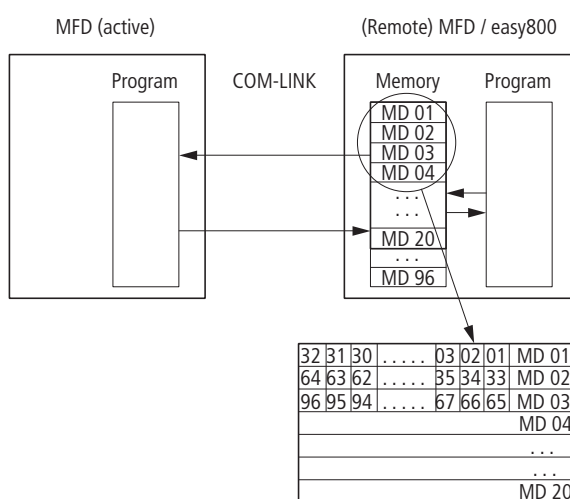 MFD (active)
(Remote) MFD / easy800
Program
COM-LINK
Memory
Program
MD 01
MD 02
MD 03
MD 04
. . .
. . .
MD 20
. . .
MD 96
32 31 30 . . . . . 03 02 01 MD 01
64 63 62 . . . . . 35 34 33 MD 02
96 95 94 . . . . . 67 66 65 MD 03
MD 04
. . .
. . .
MD 20